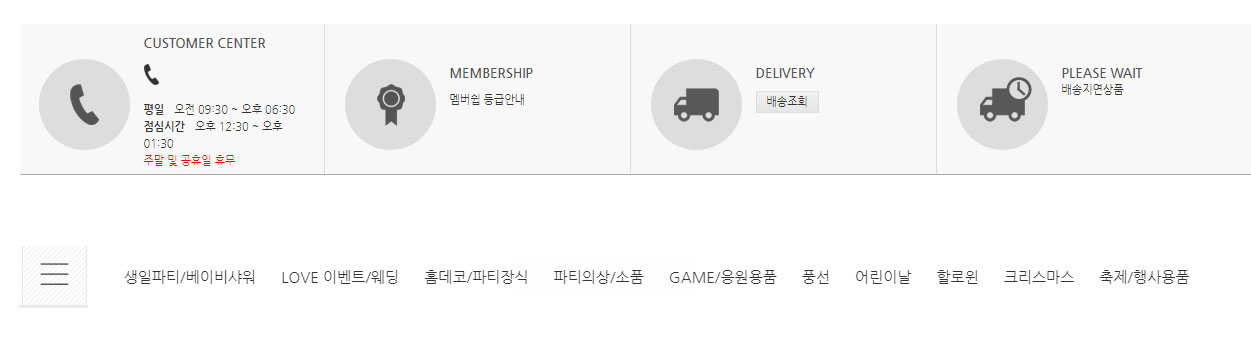 CUSTOMER CENTER
평일 오전 09:30 ~ 오후 06:30
점심시간 오후 12:30 ~ 오후
01:30
주말 및 공휴일 휴무
MEMBERSHIP
멤버쉽 등급안내
DELIVERY
배송조회
PLEASE WAIT
배송지연상품
생일파티/베이비샤워 LOVE 이벤트/웨딩 홈데코/파티장식 파티의상/소품 GAME/응원용품 풍선 어린이날 할로윈 크리스마스 축제/행사용품